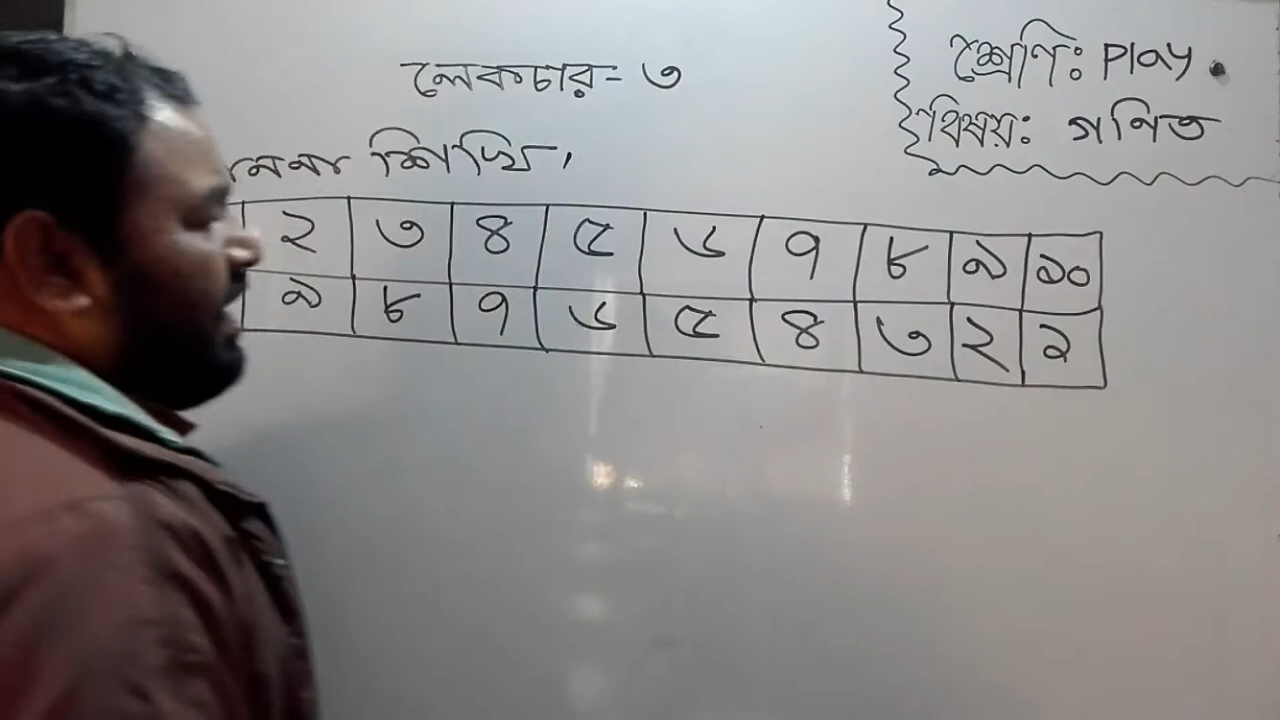 শ্রেণিঃ Play.
বিষয়ঃ গণিত
লেকচার- ৩
শিখি,
২ ৩ ৪ ৫ ৬ ৭ ৮ ৯ ১০
৯ ৮ ৭ ৬ ৫ ৪ ৩ ২ ১